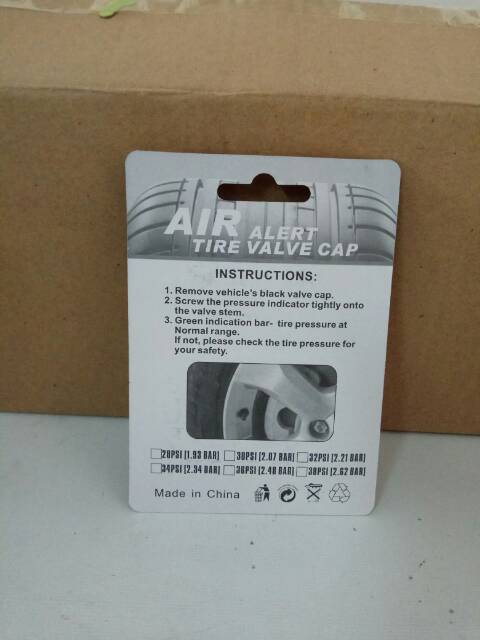 AIR ALERT
TIRE VALVE CAP
INSTRUCTIONS:
1. Remove vehicle's black valve cap.
2. Screw the pressure indicator tightly onto
the valve stem.
3. Green indication bar- tire pressure at
Normal range.
If not, please check the tire pressure for
your safety.
28PSI [1.93 BAR] 30PSI [2.07 BAR] 32PSI [2.21 BAR]
34PSI [2.34 BAR] 36PSI [2.48 BAR] 38PSI [2.62 BAR]
Made in China